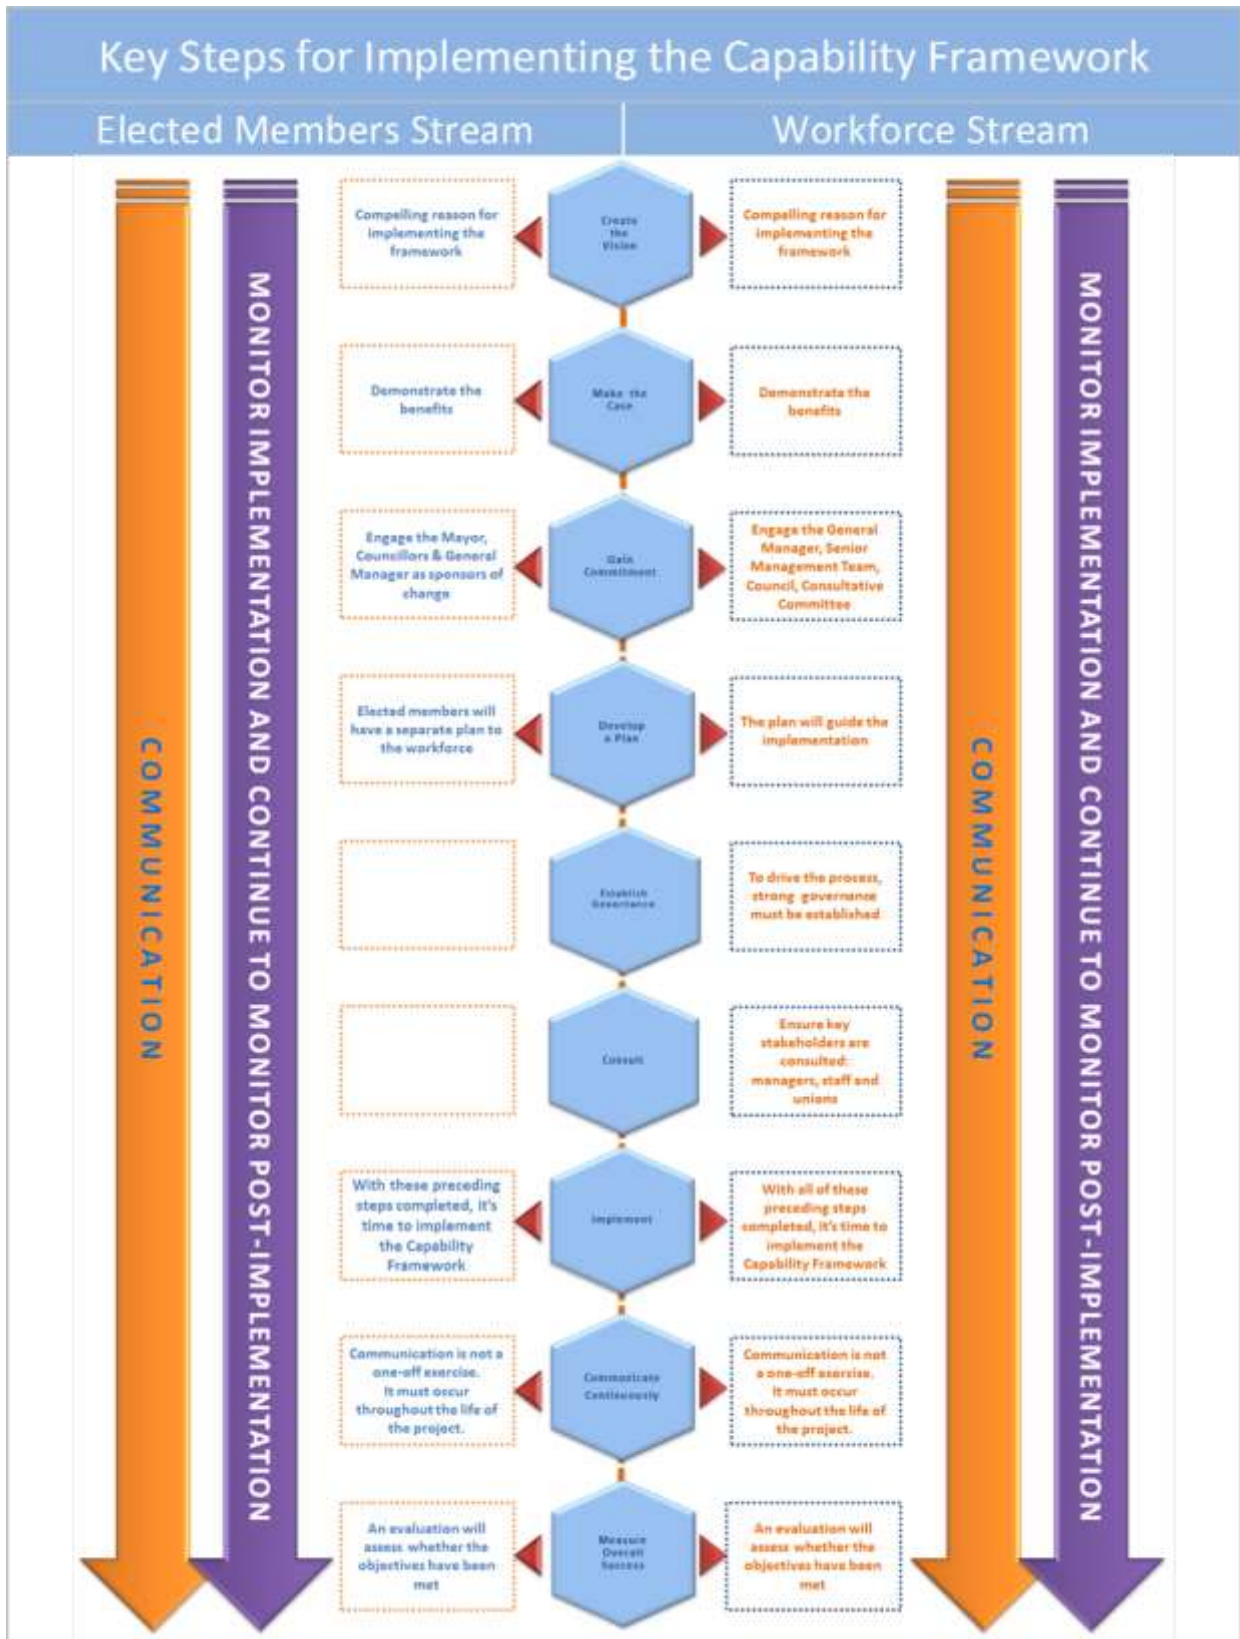 Key Steps for Implementing the Capability Framework
Elected Members Stream
Workforce Stream
COMMUNICATION
MONITOR IMPLEMENTATION AND CONTINUE TO MONITOR POST-IMPLEMENTATION
Compelling reason for
implementing the
framework
Create
the
Vision
Compelling reason for
implementing the
framework
Demonstrate the
benefits
Make the
Case
Demonstrate the
benefits
Engage the Mayor,
Councillors & General
Manager as sponsors of
change
Gain
Commitment
Engage the General
Manager, Senior
Management Team,
Council, Consultative
Committee
Elected members will
have a separate plan to
the workforce
Develop
a Plan
The plan will guide the
implementation
Establish
Governance
To drive the process,
strong governance
must be established
Consult
Ensure key
stakeholders are
consulted:
managers, staff and
unions
With these preceding
steps completed, it's
time to implement
the Capability
Framework
Implement
With all of these
preceding steps
completed, it's time to
implement the
Capability Framework
Communication is not a
one-off exercise.
It must occur
throughout the life of
the project.
Communicate
Continuously
Communication is not
a one-off exercise.
It must occur
throughout the life of
the project.
An evaluation will
assess whether the
objectives have been
met
Measure
Overall
Success
An evaluation will
assess whether the
objectives have been
met
COMMUNICATION
MONITOR IMPLEMENTATION AND CONTINUE TO MONITOR POST-IMPLEMENTATION